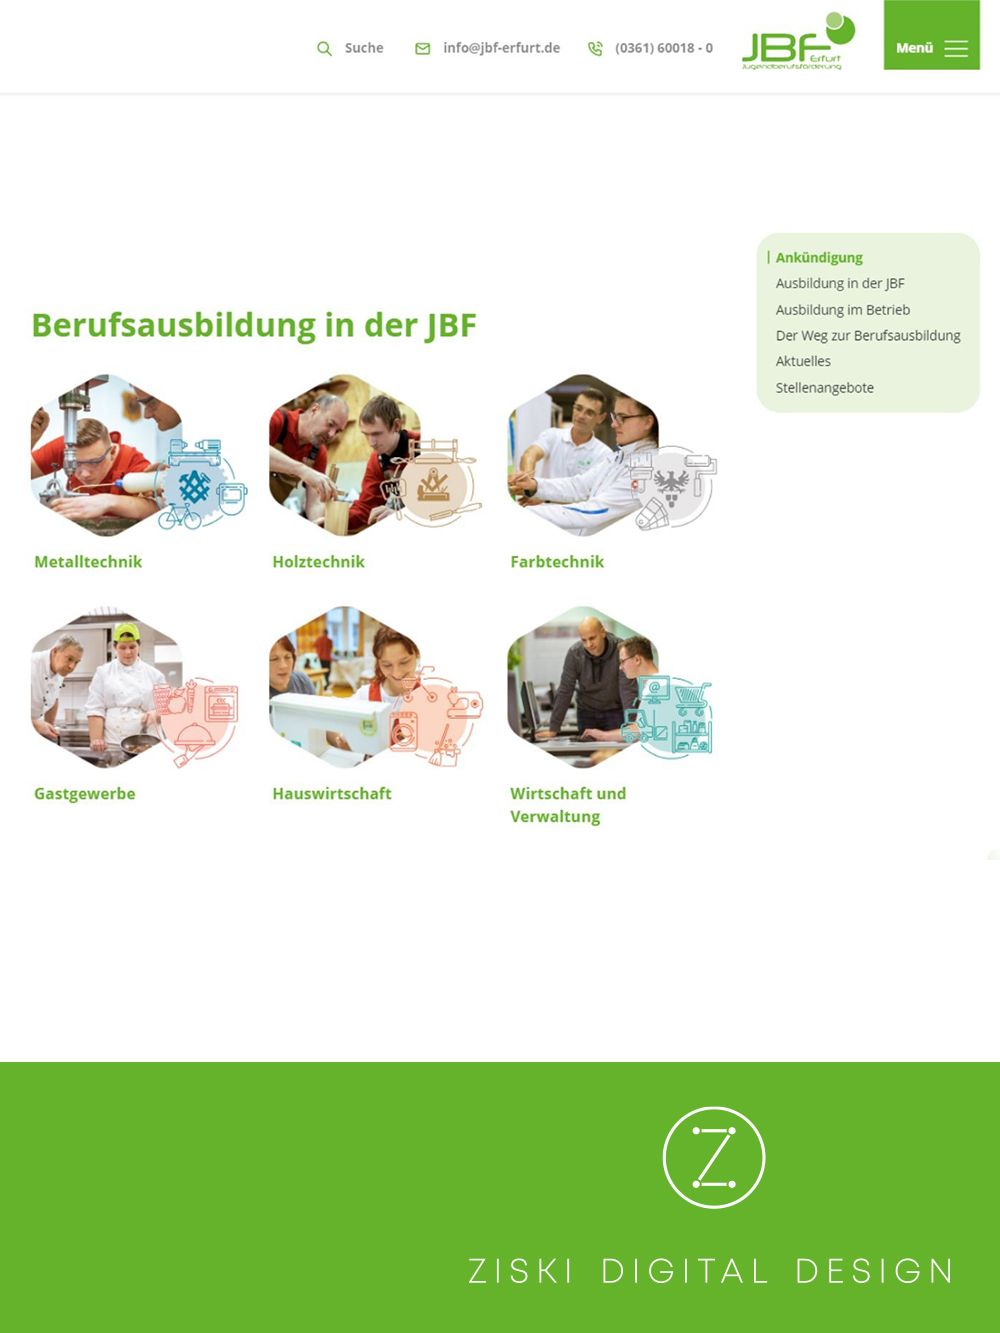 Suche
info@jbf-erfurt.de
(0361) 60018 - 0
JBF
Erfurt
Jugendberufsförderung
Menü
Ankündigung
Ausbildung in der JBF
Ausbildung im Betrieb
Der Weg zur Berufsausbildung
Aktuelles
Stellenangebote
Berufsausbildung in der JBF
Metalltechnik
Holztechnik
Farbtechnik
@
Gastgewerbe
Hauswirtschaft
Wirtschaft und
Verwaltung
Z
ZISKI DIGITAL DESIGN